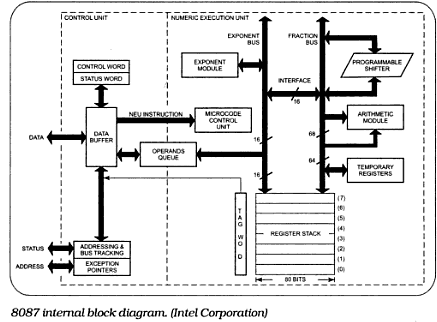 CONTROL UNIT
NUMERIC EXECUTION UNIT
EXPONENT
BUS
FRACTION
BUS
CONTROL WORD
STATUS WORD
EXPONENT
MODULE
PROGRAMMABLE
SHIFTER
INTERFACE
16
NEU INSTRUCTION
MICROCODE
CONTROL
UNIT
ARITHMETIC
MODULE
DATA
DATA
BUFFER
16
68
OPERANDS
QUEUE
64
TEMPORARY
REGISTERS
16
TAG WORD
(7)
(6)
(5)
REGISTER STACK
(4)
(3)
(2)
(1)
(0)
STATUS
ADDRESS
ADDRESSING &
BUS TRACKING
EXCEPTION
POINTERS
80 BITS
8087 internal block diagram. (Intel Corporation)